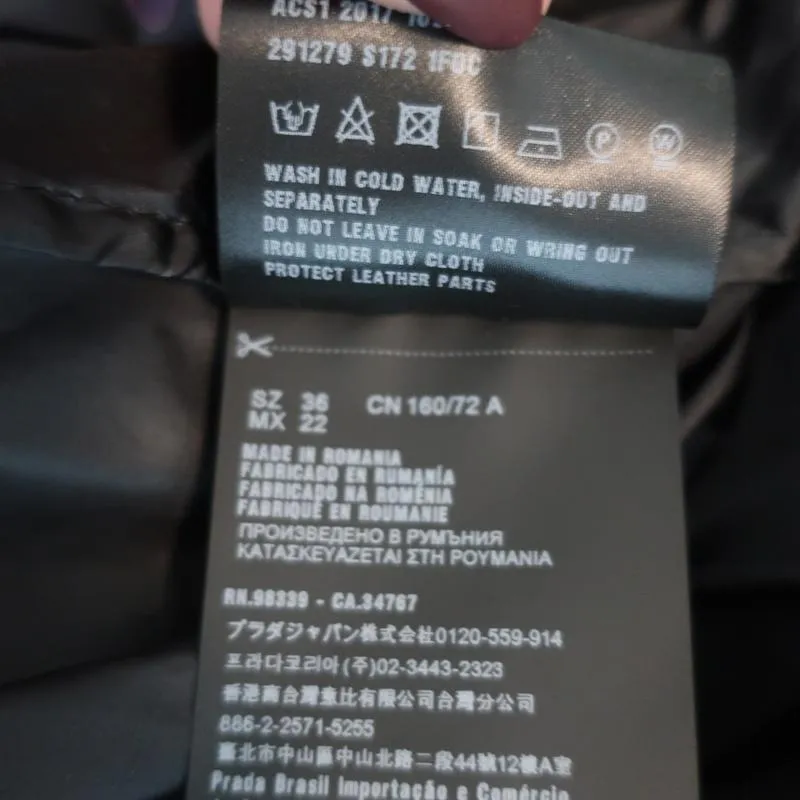 ACS1 2017
291279 S172 1F0C
P
W
WASH IN COLD WATER, INSIDE-OUT AND
SEPARATELY
DO NOT LEAVE IN SOAK OR WRING OUT
IRON UNDER DRY CLOTH
PROTECT LEATHER PARTS
SZ 36 CN 160/72 A
MX 22
MADE IN ROMANIA
FABRICADO EN RUMANÍA
FABRICADO NA ROMÉNIA
FABRIQUÉ EN ROUMANIE
ПРОИЗВЕДЕНО В РУМЪНИЯ
ΚΑΤΑΣΚΕΥΑΖΕΤΑΙ ΣΤΗ ΡΟΥΜΑΝΙΑ
RN.98339 - CA.34767
プラダジャパン株式会社0120-559-914
프라다코리아(주)02-3443-2323
香港商台灣意比有限公司台灣分公司
886-2-2571-5255
臺北市中山區中山北路二段44號12樓A室
Prada Brasil Importação e Comércio